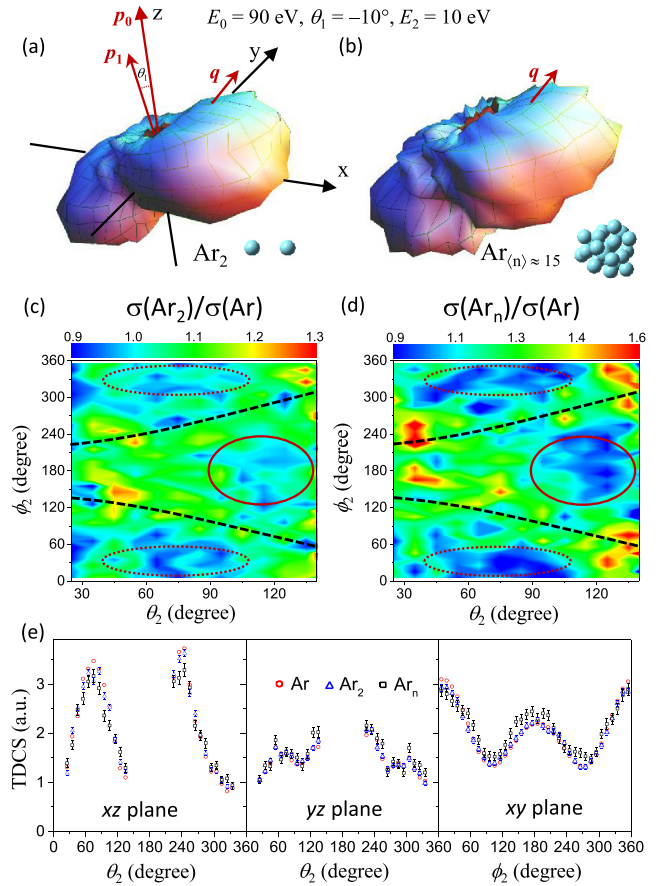 E₀ = 90 eV, θ₁ = –10°, E₂ = 10 eV
(a)
p₀
z
p₁
θ₁
q
y
x
Ar₂
(b)
q
Ar⟨n⟩ ≈ 15
(c)
σ(Ar₂)/σ(Ar)
0.9 1.0 1.1 1.2 1.3
360
300
240
180
120
60
0
ϕ₂ (degree)
30 60 90 120
θ₂ (degree)
(d)
σ(Arₙ)/σ(Ar)
0.9 1.1 1.3 1.4 1.6
360
300
240
180
120
60
0
ϕ₂ (degree)
30 60 90 120
θ₂ (degree)
(e)
TDCS (a.u.)
3
2
1
0
Ar Ar₂ Arₙ
xz plane yz plane xy plane
0 60 120 180 240 300 360 60 120 180 240 300 360 60 120 180 240 300 360
θ₂ (degree) θ₂ (degree) ϕ₂ (degree)